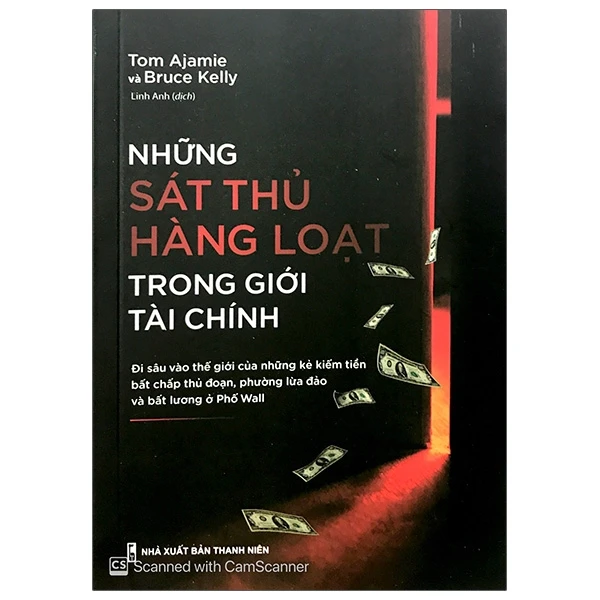 Tom Ajamie
và Bruce Kelly
Linh Anh (dịch)
NHỮNG
SÁT THỦ
HÀNG LOẠT
TRONG GIỚI
TÀI CHÍNH
Đi sâu vào thế giới của những kẻ kiếm tiền
bất chấp thủ đoạn, phường lừa đảo
và bất lương ở Phố Wall
NHÀ XUẤT BẢN THANH NIÊN
CS Scanned with CamScanner